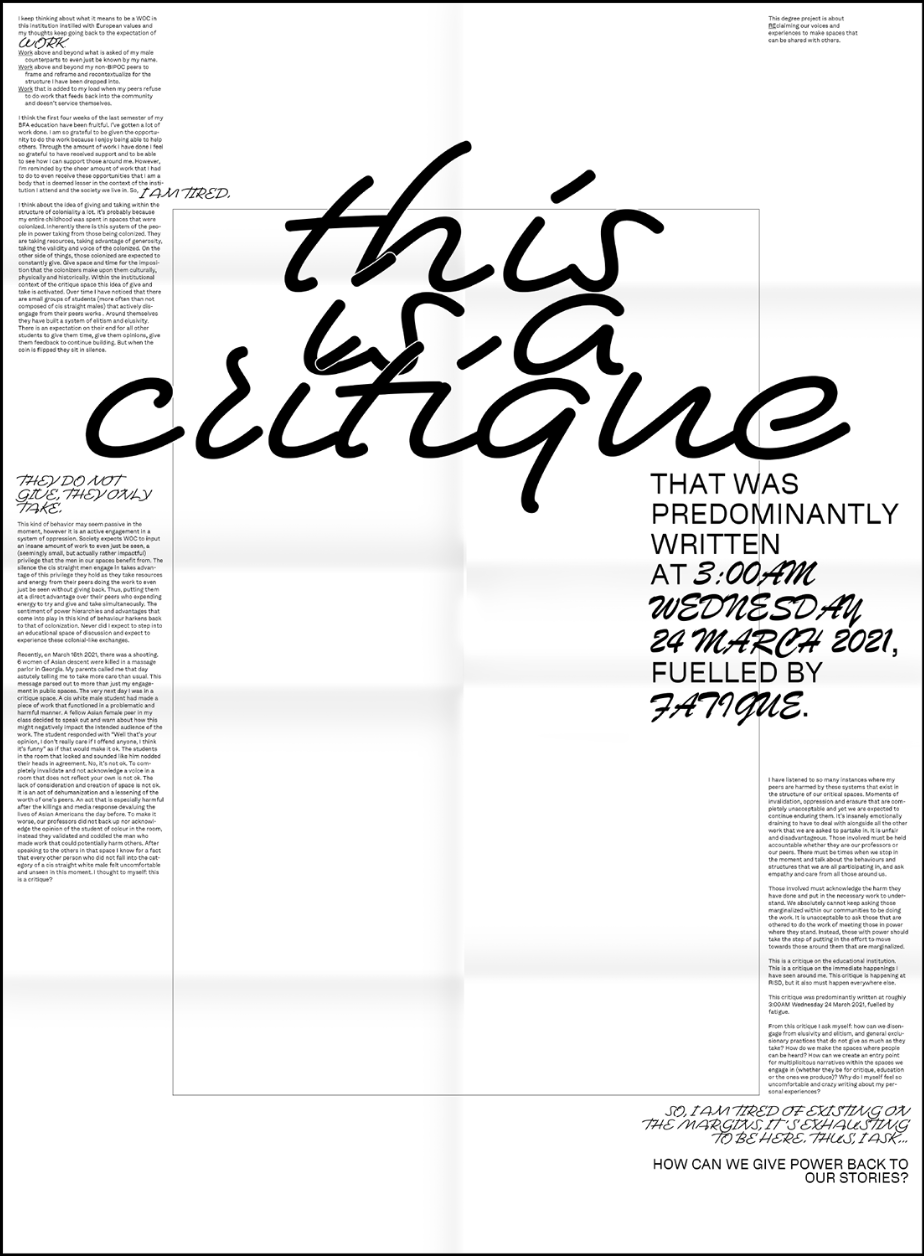 I keep thinking about what it means to be a WOC in
this institution instilled with European values and
my thoughts keep going back to the expectation of
WORK
Work above and beyond what is asked of my male
counterparts to even just be known by my name.
Work above and beyond my non-BIPOC peers to
frame and reframe and recontextualize for the
structure I have been dropped into.
Work that is added to my load when my peers refuse
to do work that feeds back into the community
and doesn't service themselves.
I think the first four weeks of the last semester of my
BFA education have been fruitful. I've gotten a lot of
work done. I am so grateful to be given the opportu-
nity to do the work because I enjoy being able to help
others. Through the amount of work I have done I feel
so grateful to have received support and to be able
to see how I can support those around me. However,
I'm reminded by the sheer amount of work that I had
to do to even receive these opportunities that I am a
body that is deemed lesser in the context of the insti-
tution I attend and the society we live in. So, I AM TIRED.
I think about the idea of giving and taking within the
structure of coloniality a lot. It's probably because
my entire childhood was spent in spaces that were
colonized. Inherently there is this system of the peo-
ple in power taking from those being colonized. They
are taking resources, taking advantage of generosity,
taking the validity and voice of the colonized. On the
other side of things, those colonized are expected to
constantly give. Give space and time for the imposi-
tion that the colonizers make upon them culturally,
physically and historically. Within the institutional
context of the critique space this idea of give and
take is activated. Over time I have noticed that there
are small groups of students (more often than not
composed of cis straight males) that actively dis-
engage from their peers works . Around themselves
they have built a system of elitism and elusivity.
There is an expectation on their end for all other
students to give them time, give them opinions, give
them feedback to continue building. But when the
coin is flipped they sit in silence.
THEY DO NOT
GIVE, THEY ONLY
TAKE.
This kind of behavior may seem passive in the
moment, however it is an active engagement in a
system of oppression. Society expects WOC to input
an insane amount of work to even just be seen, a
(seemingly small, but actually rather impactful)
privilege that the men in our spaces benefit from. The
silence the cis straight men engage in takes advan-
tage of this privilege they hold as they take resources
and energy from their peers doing the work to even
just be seen without giving back. Thus, putting them
at a direct advantage over their peers who expending
energy to try and give and take simultaneously. The
sentiment of power hierarchies and advantages that
come into play in this kind of behaviour harkens back
to that of colonization. Never did I expect to step into
an educational space of discussion and expect to
experience these colonial-like exchanges.
Recently, on March 16th 2021, there was a shooting.
6 women of Asian descent were killed in a massage
parlor in Georgia. My parents called me that day
astutely telling me to take more care than usual. This
message parsed out to more than just my engage-
ment in public spaces. The very next day I was in a
critique space. A cis white male student had made a
piece of work that functioned in a problematic and
harmful manner. A fellow Asian female peer in my
class decided to speak out and warn about how this
might negatively impact the intended audience of the
work. The student responded with "Well that's your
opinion, I don't really care if I offend anyone, I think
it's funny" as if that would make it ok. The students
in the room that looked and sounded like him nodded
their heads in agreement. No, it's not ok. To com-
pletely invalidate and not acknowledge a voice in a
room that does not reflect your own is not ok. The
lack of consideration and creation of space is not ok.
It is an act of dehumanization and a lessening of the
worth of one's peers. An act that is especially harmful
after the killings and media response devaluing the
lives of Asian Americans the day before. To make it
worse, our professors did not back up nor acknowl-
edge the opinion of the student of colour in the room,
instead they validated and coddled the man who
made work that could potentially harm others. After
speaking to the others in that space I know for a fact
that every other person who did not fall into the cat-
egory of a cis straight white male felt uncomfortable
and unseen in this moment. I thought to myself: this
is a critique?
This degree project is about
REclaiming our voices and
experiences to make spaces that
can be shared with others.
this
is a
critique
THAT WAS
PREDOMINANTLY
WRITTEN
AT 3:00AM
WEDNESDAY
24 MARCH 2021,
FUELLED BY
FATIGUE.
I have listened to so many instances where my
peers are harmed by these systems that exist in
the structure of our critical spaces. Moments of
invalidation, oppression and erasure that are com-
pletely unacceptable and yet we are expected to
continue enduring them. It's insanely emotionally
draining to have to deal with alongside all the other
work that we are asked to partake in. It is unfair
and disadvantageous. Those involved must be held
accountable whether they are our professors or
our peers. There must be times when we stop in
the moment and talk about the behaviours and
structures that we are all participating in, and ask
empathy and care from all those around us.
Those involved must acknowledge the harm they
have done and put in the necessary work to under-
stand. We absolutely cannot keep asking those
marginalized within our communities to be doing
the work. It is unacceptable to ask those that are
othered to do the work of meeting those in power
where they stand. Instead, those with power should
take the step of putting in the effort to move
towards those around them that are marginalized.
This is a critique on the educational institution.
This is a critique on the immediate happenings I
have seen around me. This critique is happening at
RISD, but it also must happen everywhere else.
This critique was predominantly written at roughly
3:00AM Wednesday 24 March 2021, fuelled by
fatigue.
From this critique I ask myself: how can we disen-
gage from elusivity and elitism, and general exclu-
sionary practices that do not give as much as they
take? How do we make the spaces where people
can be heard? How can we create an entry point
for multiplicitous narratives within the spaces we
engage in (whether they be for critique, education
or the ones we produce)? Why do I myself feel so
uncomfortable and crazy writing about my per-
sonal experiences?
SO, I AM TIRED OF EXISTING ON
THE MARGINS, IT'S EXHAUSTING
TO BE HERE. THUS, I ASK...
HOW CAN WE GIVE POWER BACK TO
OUR STORIES?